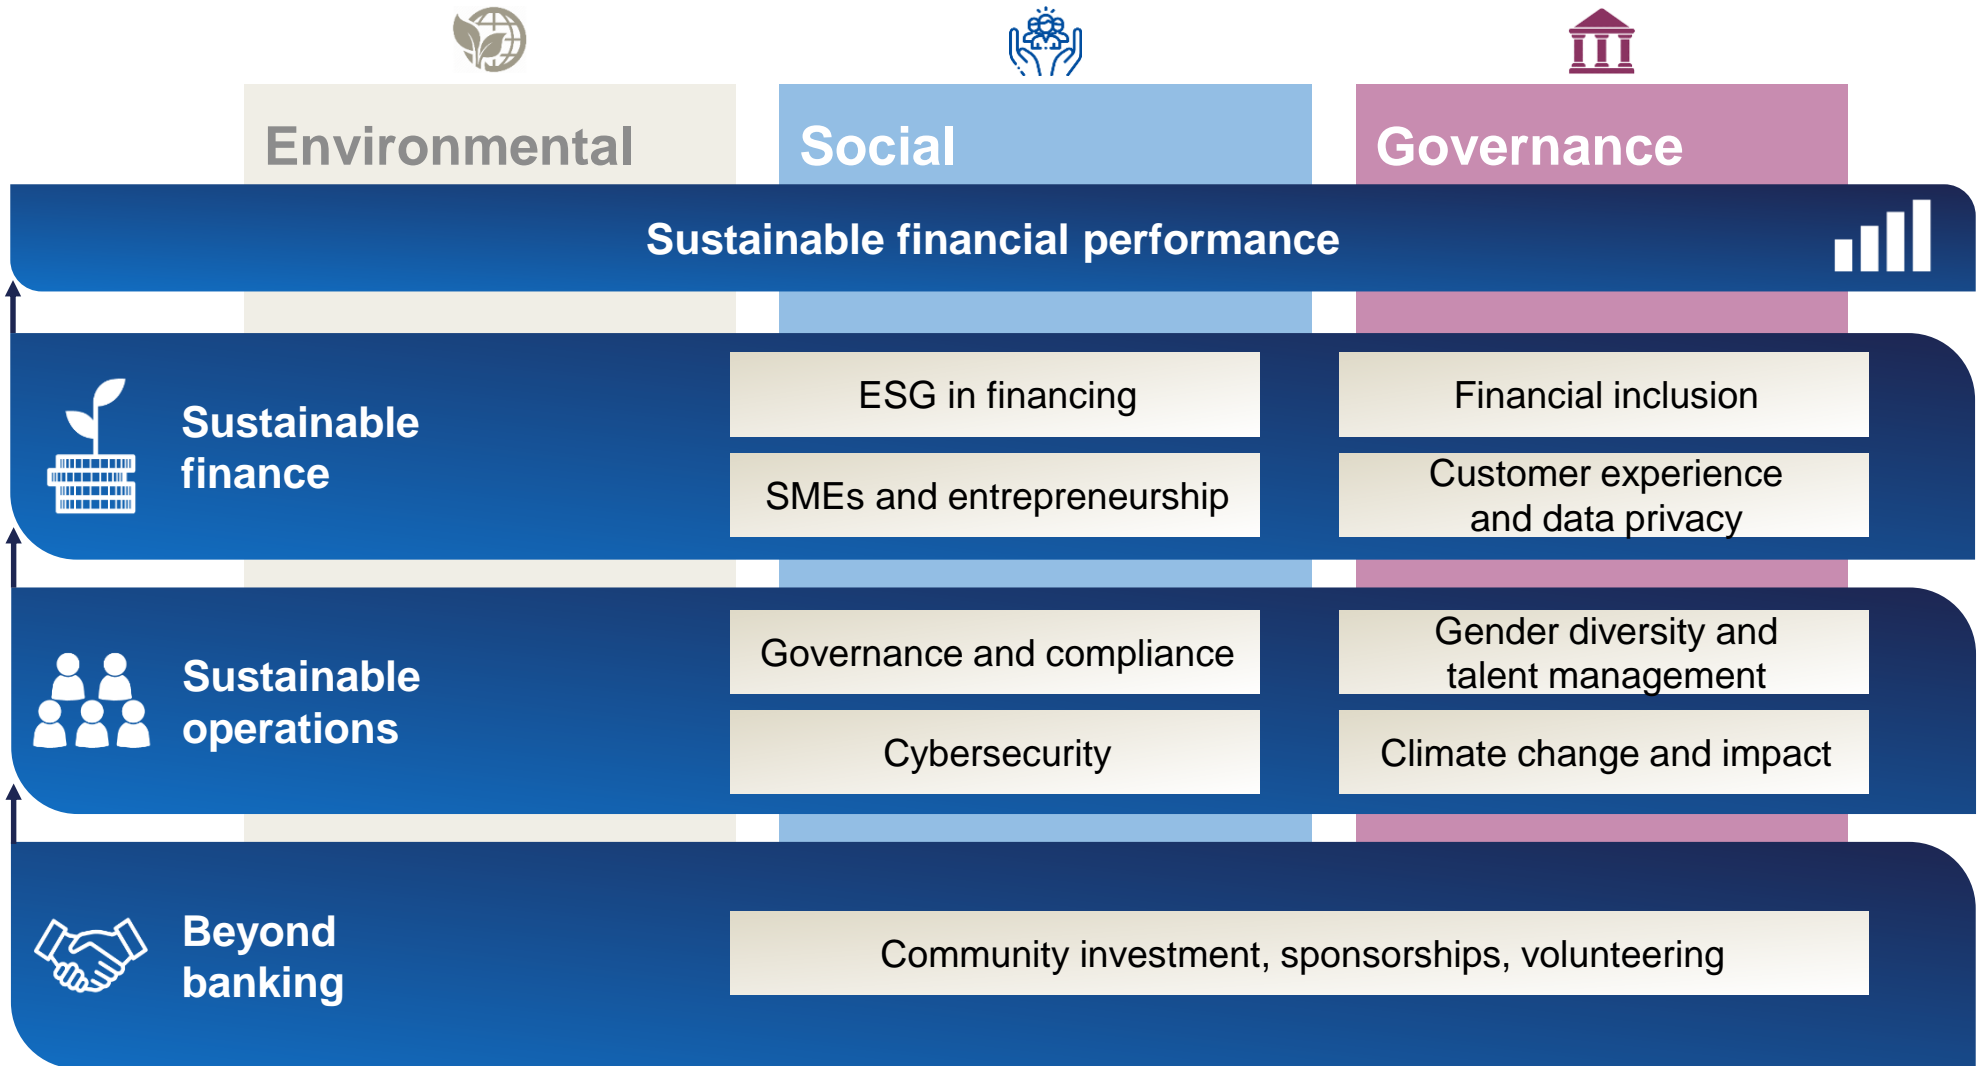 Environmental
Social
Governance
Sustainable financial performance
Sustainable
finance
ESG in financing
Financial inclusion
SMEs and entrepreneurship
Customer experience
and data privacy
Sustainable
operations
Governance and compliance
Gender diversity and
talent management
Cybersecurity
Climate change and impact
Beyond
banking
Community investment, sponsorships, volunteering